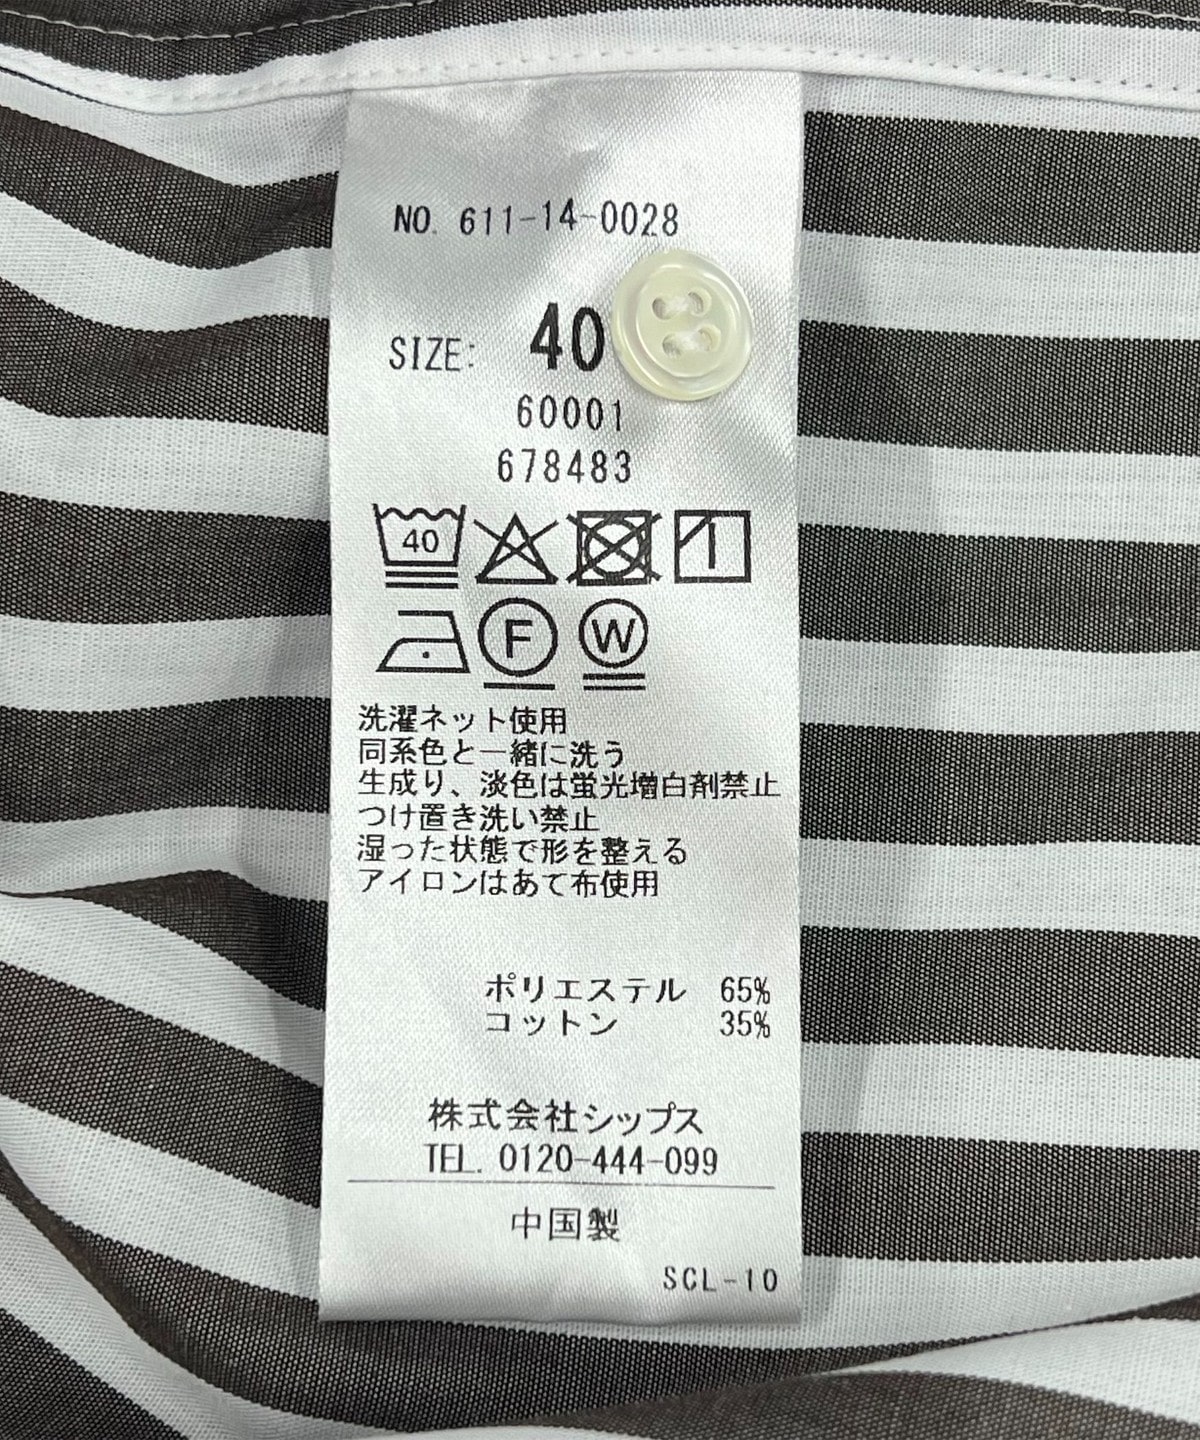 NO. 611-14-0028
SIZE: 40
60001
678483
40
F W
洗濯ネット使用
同系色と一緒に洗う
生成り、淡色は蛍光増白剤禁止
つけ置き洗い禁止
湿った状態で形を整える
アイロンはあて布使用
ポリエステル 65%
コットン 35%
株式会社シップス
TEL. 0120-444-099
中国製
SCL-10